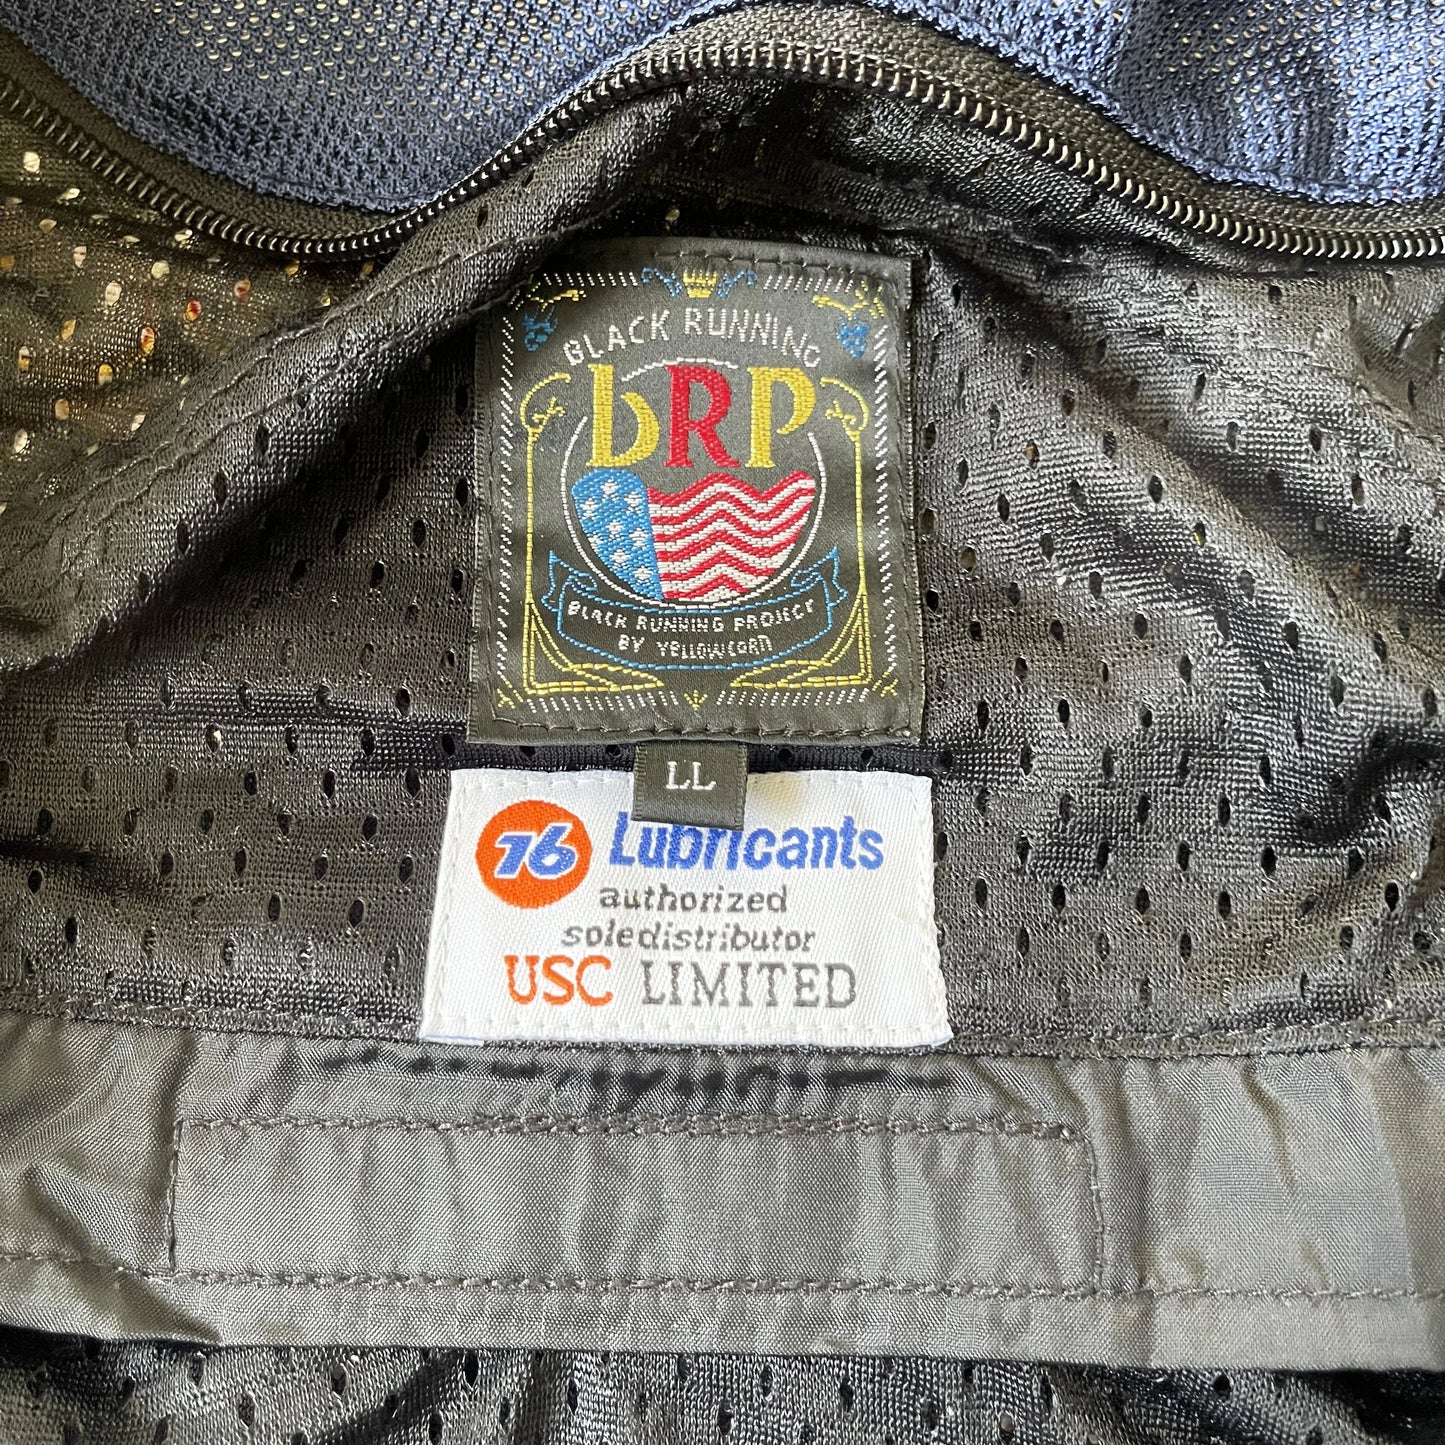 BLACK RUNNING
bRP
BLACK RUNNING PROJECT
BY YELLOWCORN
LL
76 Lubricants
authorized
soledistributor
USC LIMITED